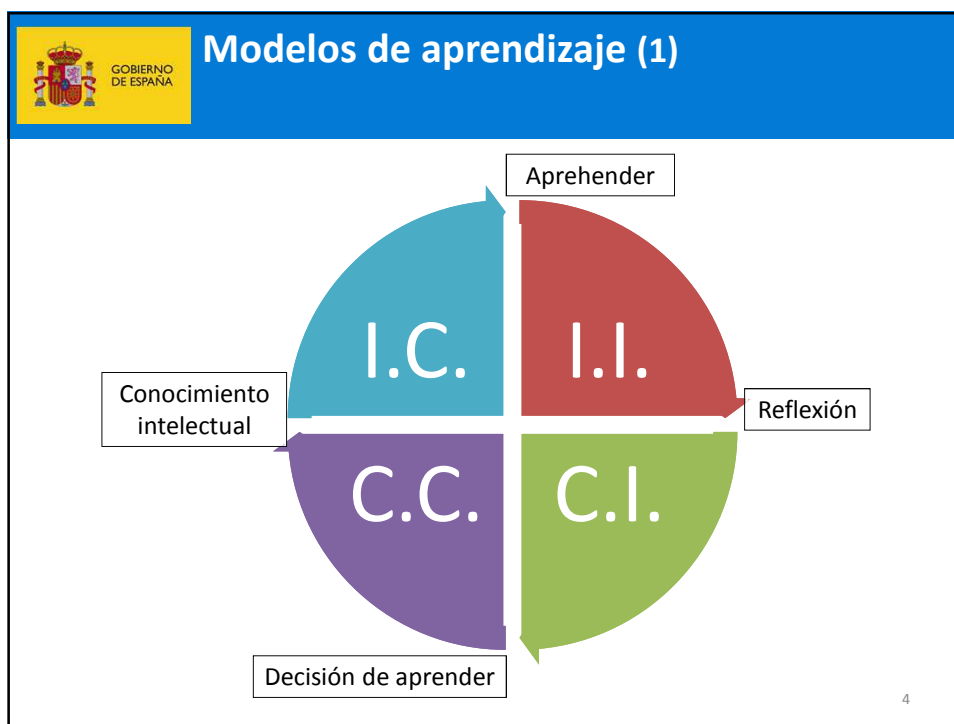 GOBIERNO
DE ESPAÑA
Modelos de aprendizaje (1)
Aprehender
I.C.
I.I.
Conocimiento
intelectual
Reflexión
C.C.
C.I.
Decisión de aprender
4